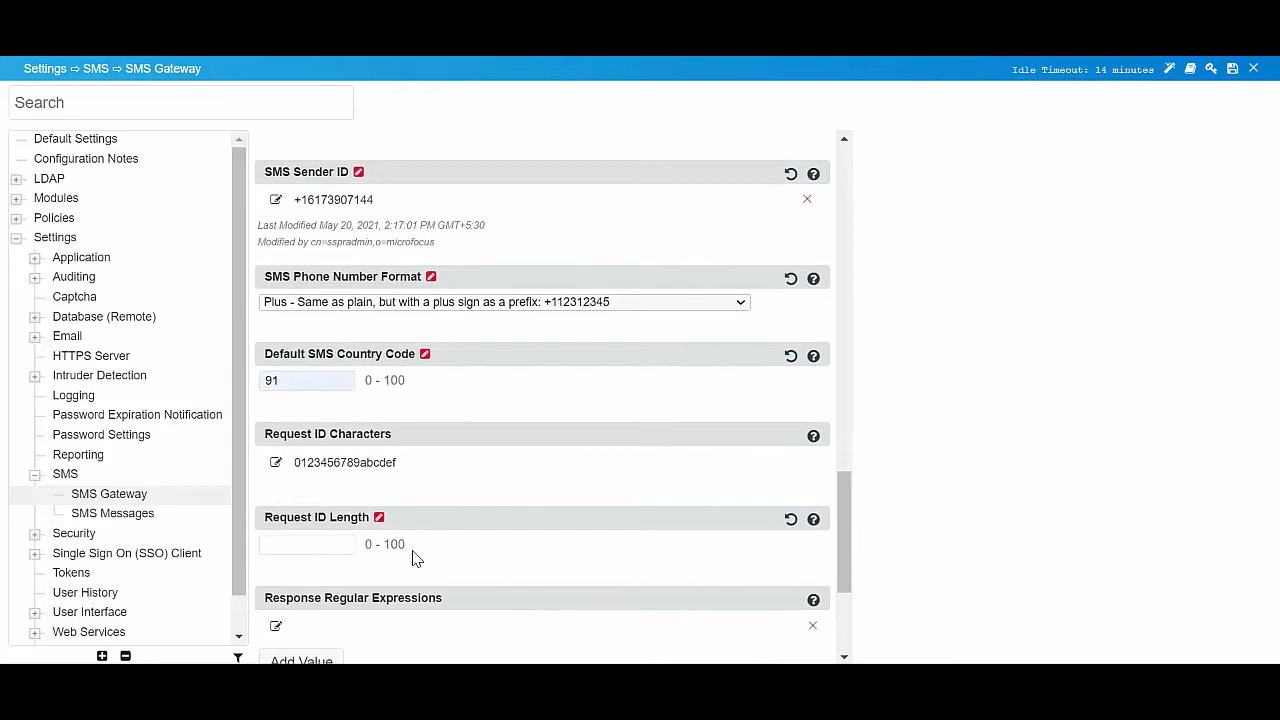 Settings ⇨ SMS ⇨ SMS Gateway
Idle Timeout: 14 minutes
Search
Default Settings
Configuration Notes
LDAP
Modules
Policies
Settings
Application
Auditing
Captcha
Database (Remote)
Email
HTTPS Server
Intruder Detection
Logging
Password Expiration Notification
Password Settings
Reporting
SMS
SMS Gateway
SMS Messages
Security
Single Sign On (SSO) Client
Tokens
User History
User Interface
Web Services
SMS Sender ID
+16173907144
Last Modified May 20, 2021, 2:17:01 PM GMT+5:30
Modified by cn=sspradmin,o=microfocus
SMS Phone Number Format
Plus - Same as plain, but with a plus sign as a prefix: +112312345
Default SMS Country Code
91 0 - 100
Request ID Characters
0123456789abcdef
Request ID Length
0 - 100
Response Regular Expressions
Add Value